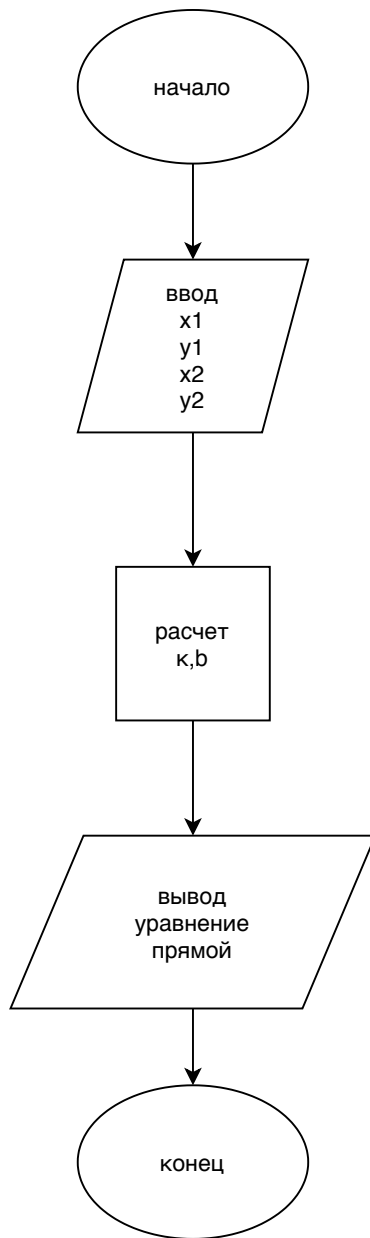 начало
ввод
x1
y1
x2
y2
расчет
к,b
вывод
уравнение
прямой
конец